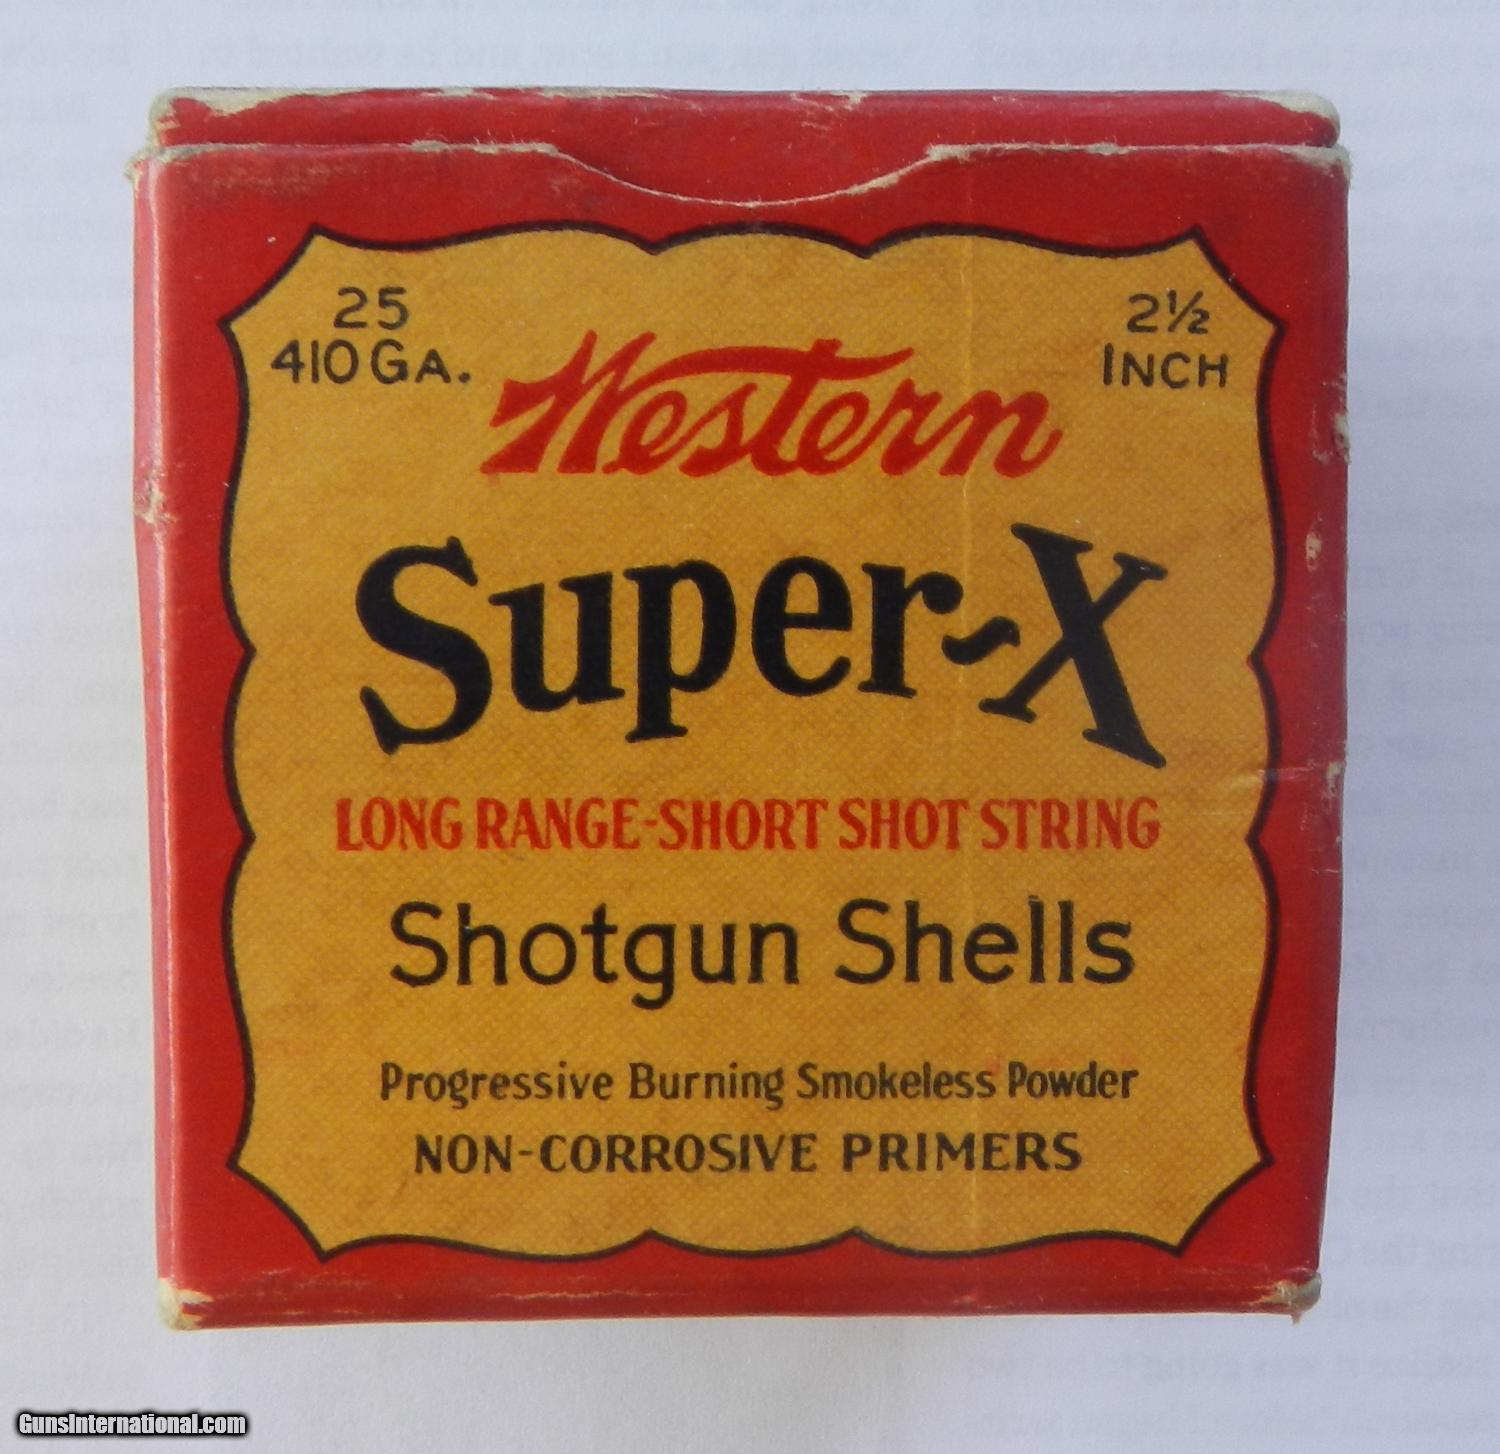 25
410 GA.
2½
INCH
Western
Super-X
LONG RANGE-SHORT SHOT STRING
Shotgun Shells
Progressive Burning Smokeless Powder
NON-CORROSIVE PRIMERS
GunsInternational.com